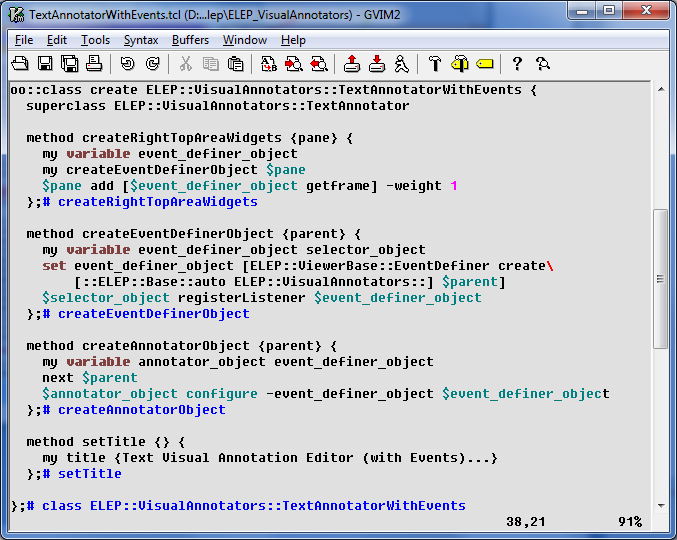 TextAnnotatorWithEvents.tcl (D:...lep\ELEP_VisualAnnotators) - GVIM2
File Edit Tools Syntax Buffers Window Help
oo::class create ELEP::VisualAnnotators::TextAnnotatorWithEvents {
superclass ELEP::VisualAnnotators::TextAnnotator
method createRightTopAreaWidgets {pane} {
my variable event_definer_object
my createEventDefinerObject $pane
$pane add [$event_definer_object getframe] -weight 1
};# createRightTopAreaWidgets
method createEventDefinerObject {parent} {
my variable event_definer_object selector_object
set event_definer_object [ELEP::ViewerBase::EventDefiner create\
[::ELEP::Base::auto ELEP::VisualAnnotators::] $parent]
$selector_object registerListener $event_definer_object
};# createEventDefinerObject
method createAnnotatorObject {parent} {
my variable annotator_object event_definer_object
next $parent
$annotator_object configure -event_definer_object $event_definer_object
};# createAnnotatorObject
method setTitle {} {
my title {Text Visual Annotation Editor (with Events)...}
};# setTitle
};# class ELEP::VisualAnnotators::TextAnnotatorWithEvents
38,21 91%